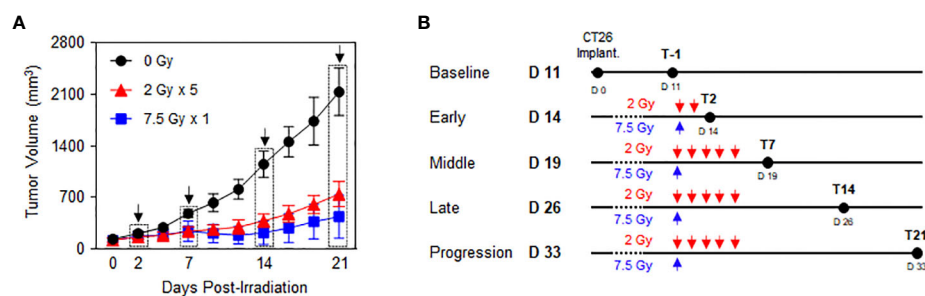 A
Tumor Volume (mm³)
2800
2100
1400
700
0
0 Gy
2 Gy x 5
7.5 Gy x 1
0 2 7 14 21
Days Post-Irradiation
B
CT26
Implant.
Baseline D 11 T-1
D 0 D 11
Early D 14 2 Gy T2
7.5 Gy D 14
Middle D 19 2 Gy T7
7.5 Gy D 19
Late D 26 2 Gy T14
7.5 Gy D 26
Progression D 33 2 Gy T21
7.5 Gy D 33